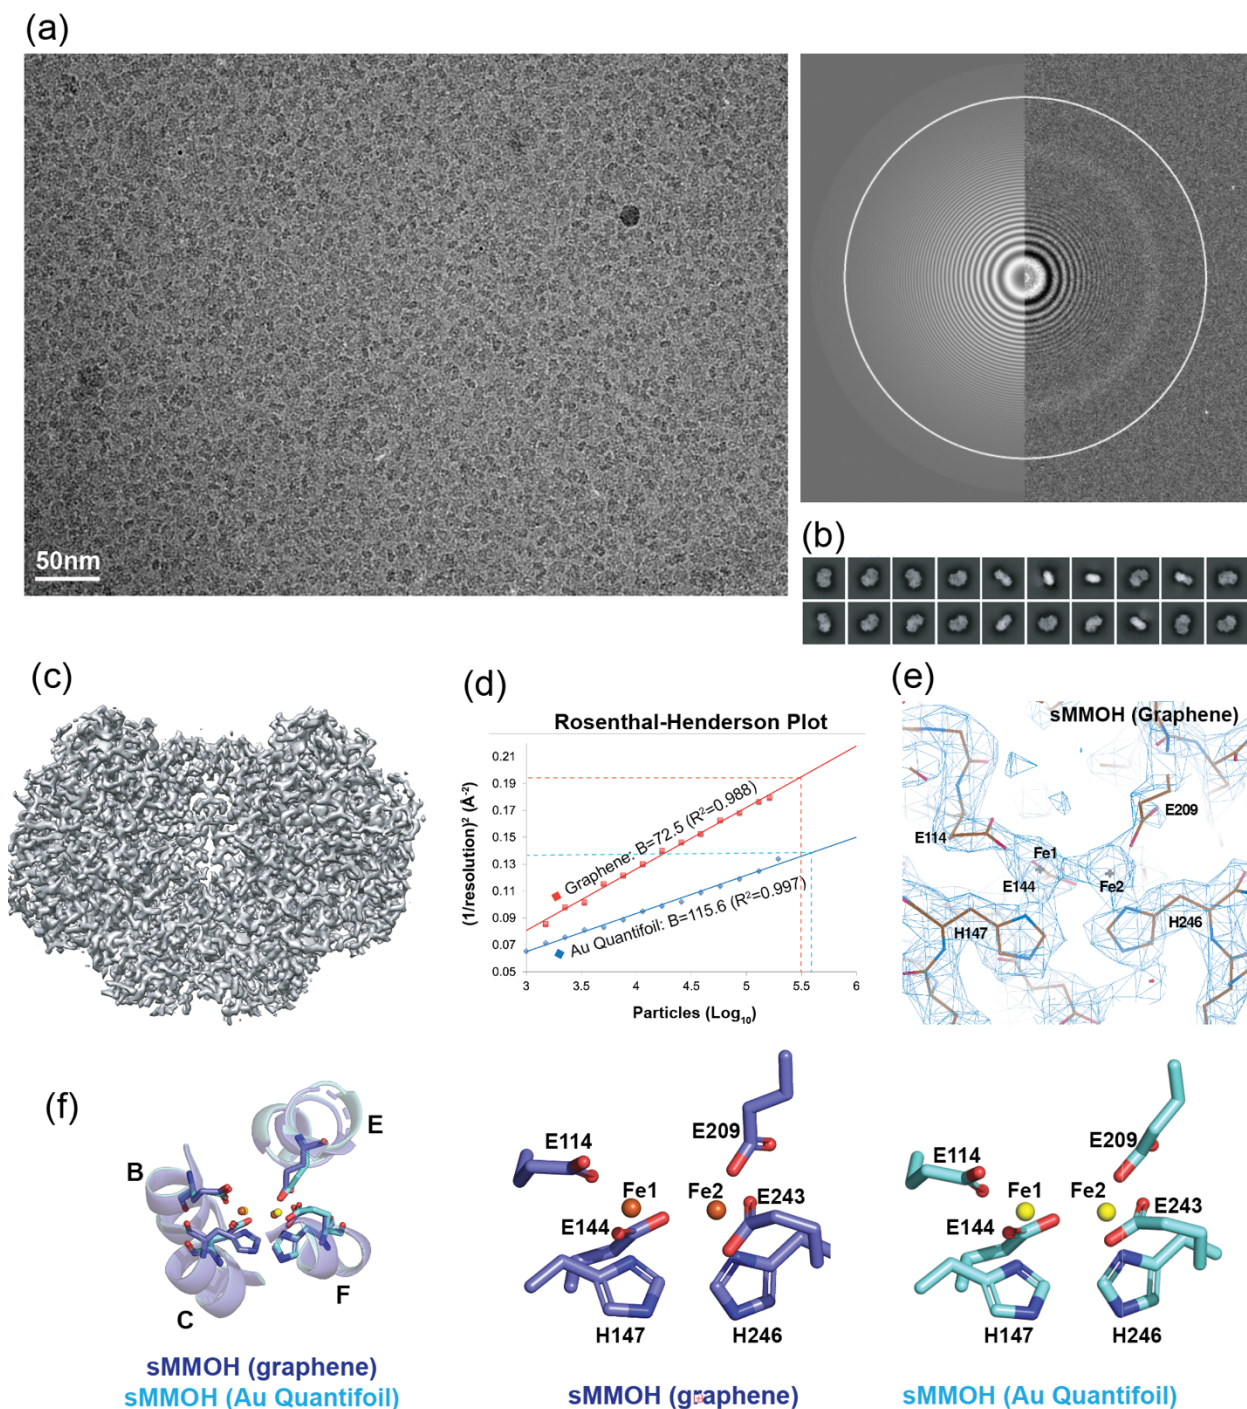 (a)
50nm
(b)
(c)
(d)
Rosenthal-Henderson Plot
(1/resolution)² (Å⁻²)
0.21
0.19
0.17
0.15
0.13
0.11
0.09
0.07
0.05
Graphene: B=72.5 (R²=0.988)
Au Quantifoil: B=115.6 (R²=0.997)
3 3.5 4 4.5 5 5.5 6
Particles (Log₁₀)
(e)
sMMOH (Graphene)
E209
E114
Fe1
E144
Fe2
H147
H246
(f)
B
E
C
F
sMMOH (graphene)
sMMOH (Au Quantifoil)
E114
E209
Fe1
Fe2
E144
E243
H147
H246
sMMOH (graphene)
E114
E209
Fe1
Fe2
E144
E243
H147
H246
sMMOH (Au Quantifoil)